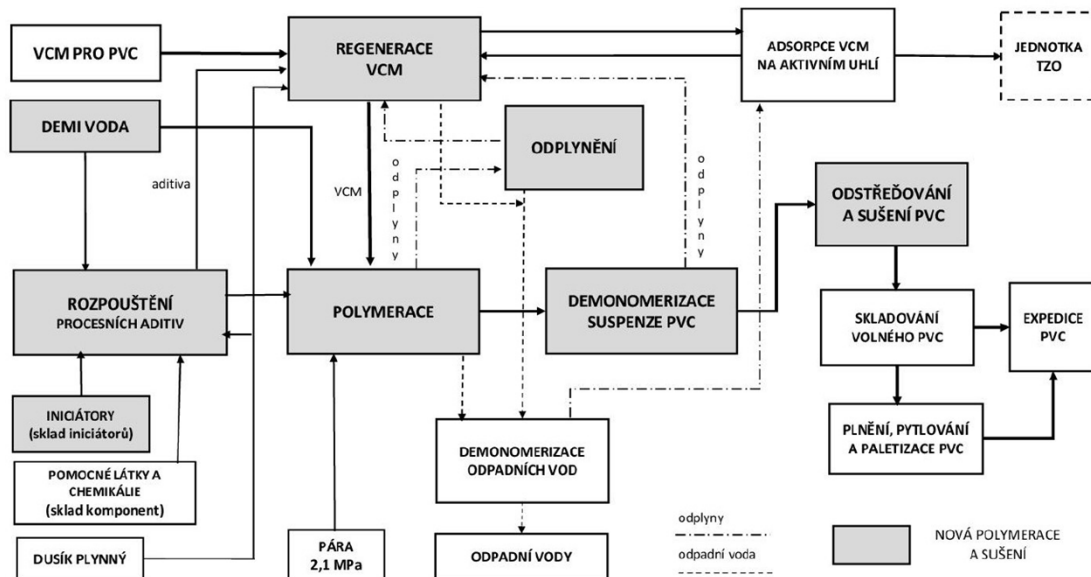 VCM PRO PVC
REGENERACE
VCM
ADSORPCE VCM
NA AKTIVNÍM UHLÍ
JEDNOTKA
TZO
DEMI VODA
ODPLYNĚNÍ
aditiva
VCM
odplyny
odplyny
ODSTŘEĎOVÁNÍ
A SUŠENÍ PVC
ROZPOUŠTĚNÍ
PROCESNÍCH ADITIV
POLYMERACE
DEMONOMERIZACE
SUSPENZE PVC
SKLADOVÁNÍ
VOLNÉHO PVC
EXPEDICE
PVC
INICIÁTORY
(sklad iniciátorů)
PLNĚNÍ, PYTLOVÁNÍ
A PALETIZACE PVC
DEMONOMERIZACE
ODPADNÍCH VOD
POMOCNÉ LÁTKY A
CHEMIKÁLIE
(sklad komponent)
DUSÍK PLYNNÝ
PÁRA
2,1 MPa
ODPADNÍ VODY
odplyny
odpadní voda
NOVÁ POLYMERACE
A SUŠENÍ